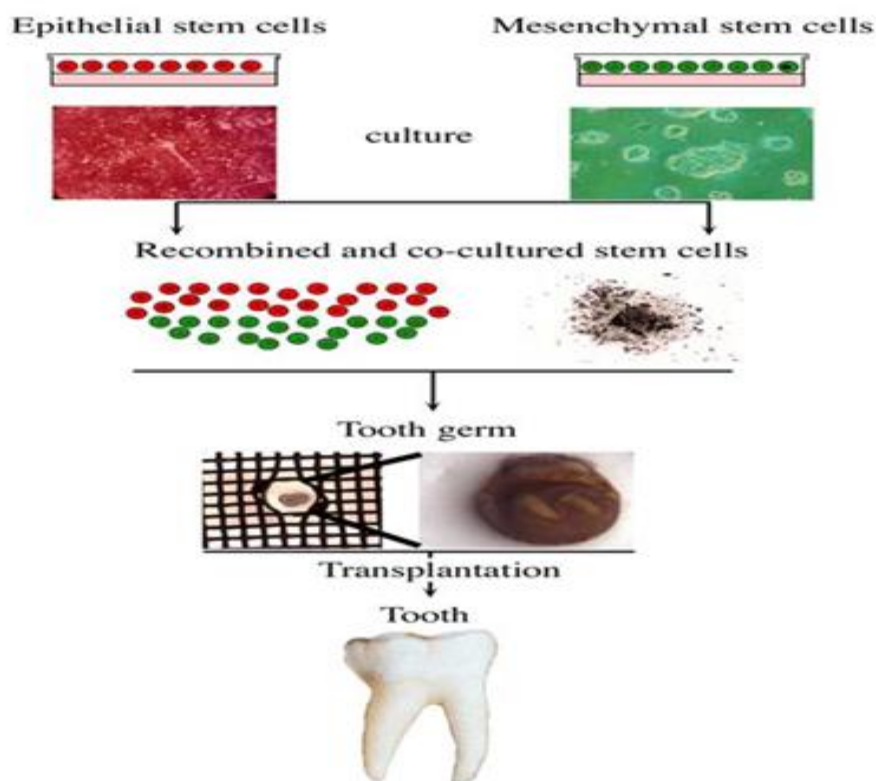 Epithelial stem cells
Mesenchymal stem cells
culture
Recombined and co-cultured stem cells
Tooth germ
Transplantation
Tooth